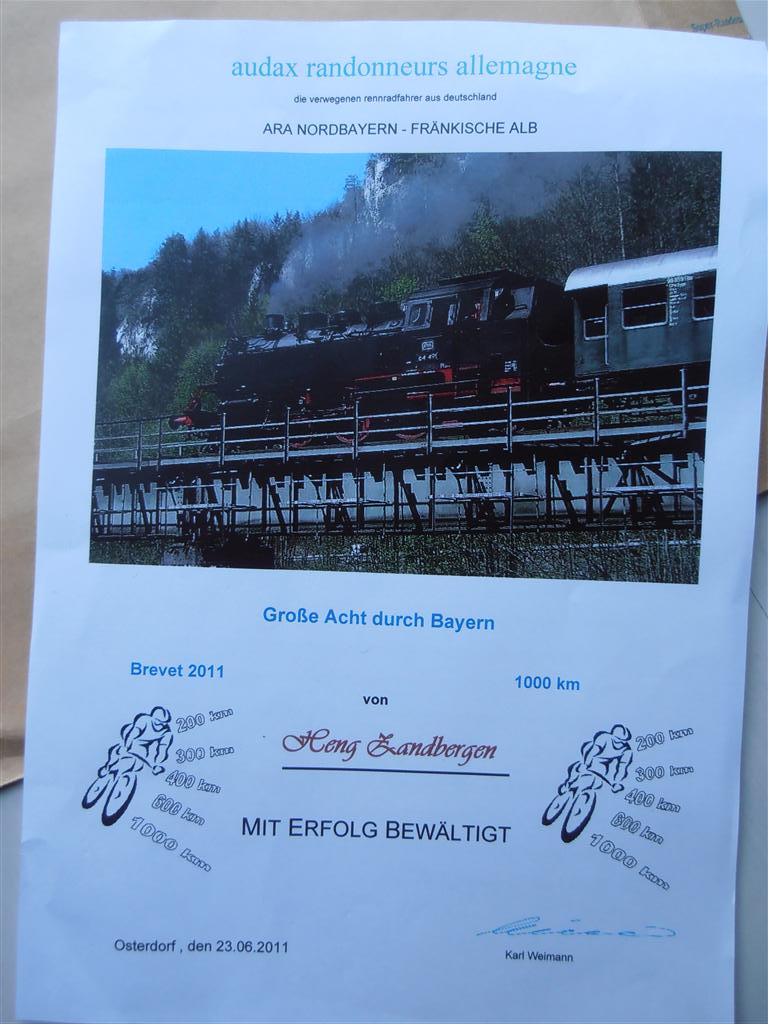 audax randonneurs allemagne
die verwegenen rennradfahrer aus deutschland
ARA NORDBAYERN - FRÄNKISCHE ALB
Große Acht durch Bayern
Brevet 2011
1000 km
von
Heng Zandbergen
200 km
300 km
400 km
600 km
1000 km
200 km
300 km
400 km
600 km
1000 km
MIT ERFOLG BEWÄLTIGT
Osterdorf , den 23.06.2011
Karl Weimann